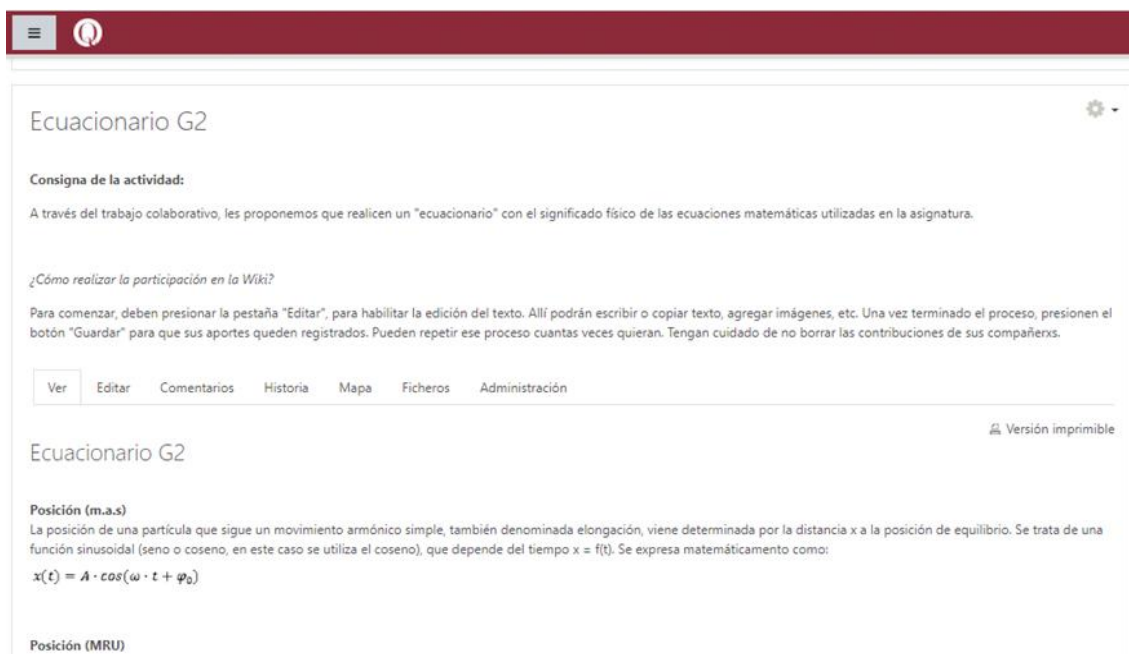 Ecuacionario G2
Consigna de la actividad:
A través del trabajo colaborativo, les proponemos que realicen un "ecuacionario" con el significado físico de las ecuaciones matemáticas utilizadas en la asignatura.
¿Cómo realizar la participación en la Wiki?
Para comenzar, deben presionar la pestaña "Editar", para habilitar la edición del texto. Allí podrán escribir o copiar texto, agregar imágenes, etc. Una vez terminado el proceso, presionen el
botón "Guardar" para que sus aportes queden registrados. Pueden repetir ese proceso cuantas veces quieran. Tengan cuidado de no borrar las contribuciones de sus compañerxs.
Ver Editar Comentarios Historia Mapa Ficheros Administración
Versión imprimible
Ecuacionario G2
Posición (m.a.s)
La posición de una partícula que sigue un movimiento armónico simple, también denominada elongación, viene determinada por la distancia x a la posición de equilibrio. Se trata de una
función sinusoidal (seno o coseno, en este caso se utiliza el coseno), que depende del tiempo x = f(t). Se expresa matemáticamento como:
x(t) = A · cos(ω · t + φ₀)
Posición (MRU)